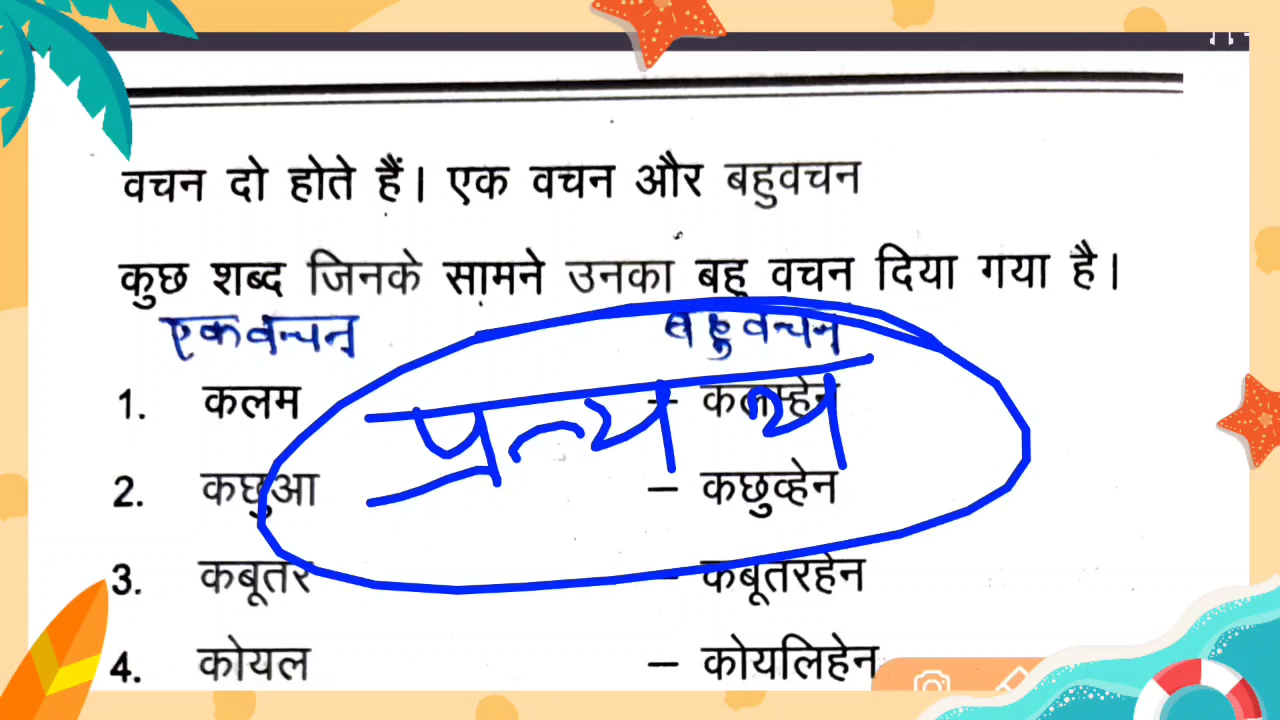 वचन दो होते हैं। एक वचन और बहुवचन
कुछ शब्द जिनके सामने उनका बहु वचन दिया गया है।
एकवचन बहुवचन
1. कलम – कलम्हेन
प्रत्यय
2. कछुआ – कछुव्हेन
3. कबूतर – कबूतरहेन
4. कोयल – कोयलिहेन